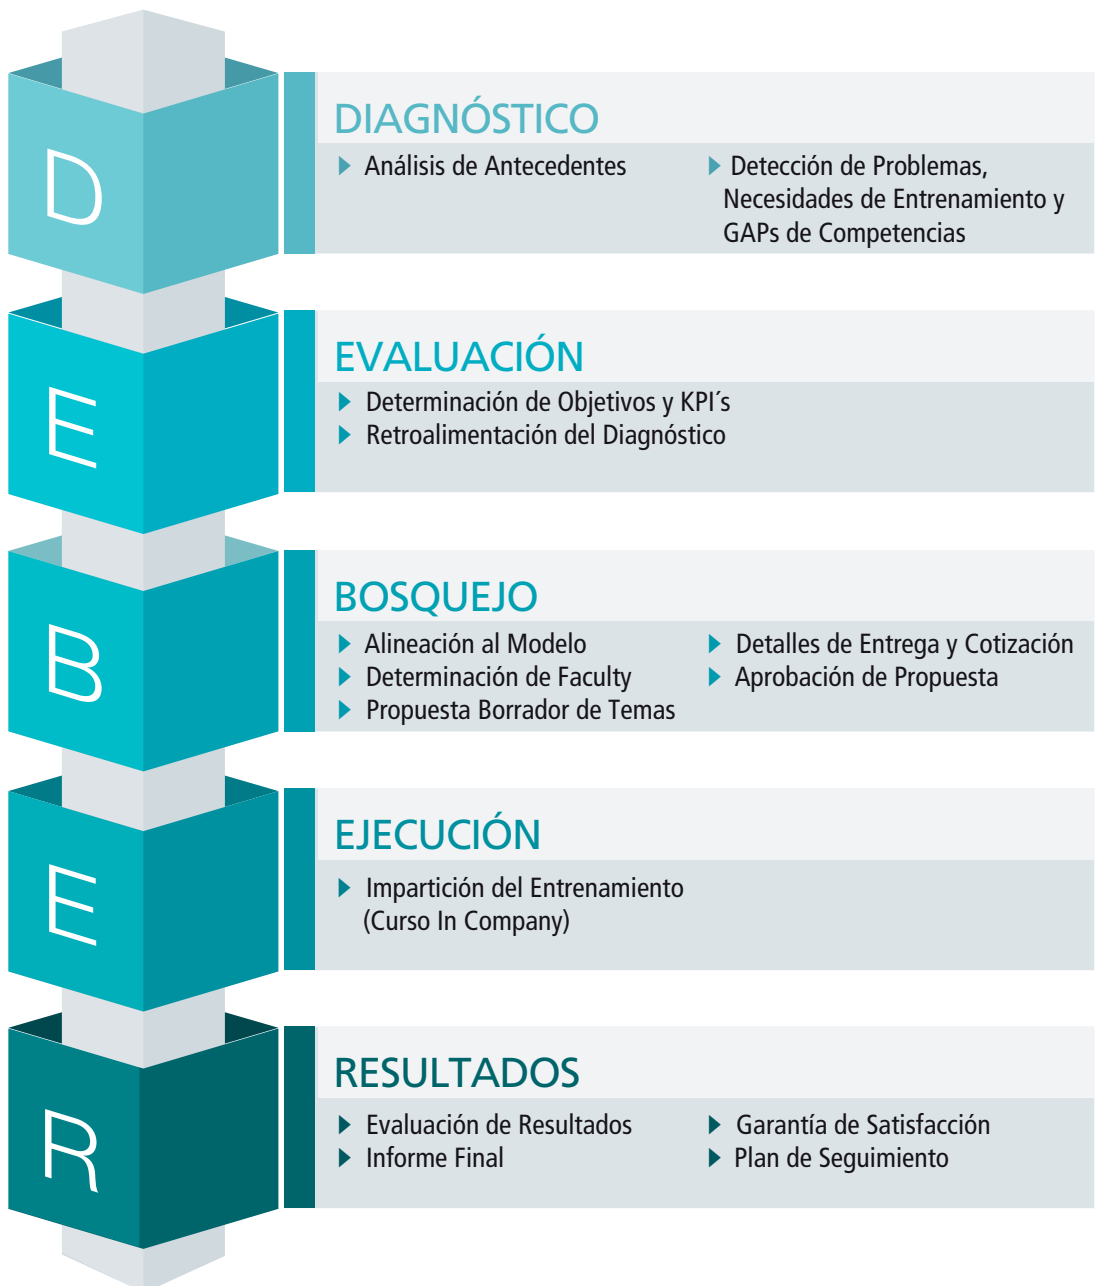 D
DIAGNÓSTICO
Análisis de Antecedentes
Detección de Problemas,
Necesidades de Entrenamiento y
GAPs de Competencias
E
EVALUACIÓN
Determinación de Objetivos y KPI´s
Retroalimentación del Diagnóstico
B
BOSQUEJO
Alineación al Modelo
Determinación de Faculty
Propuesta Borrador de Temas
Detalles de Entrega y Cotización
Aprobación de Propuesta
E
EJECUCIÓN
Impartición del Entrenamiento
(Curso In Company)
R
RESULTADOS
Evaluación de Resultados
Informe Final
Garantía de Satisfacción
Plan de Seguimiento